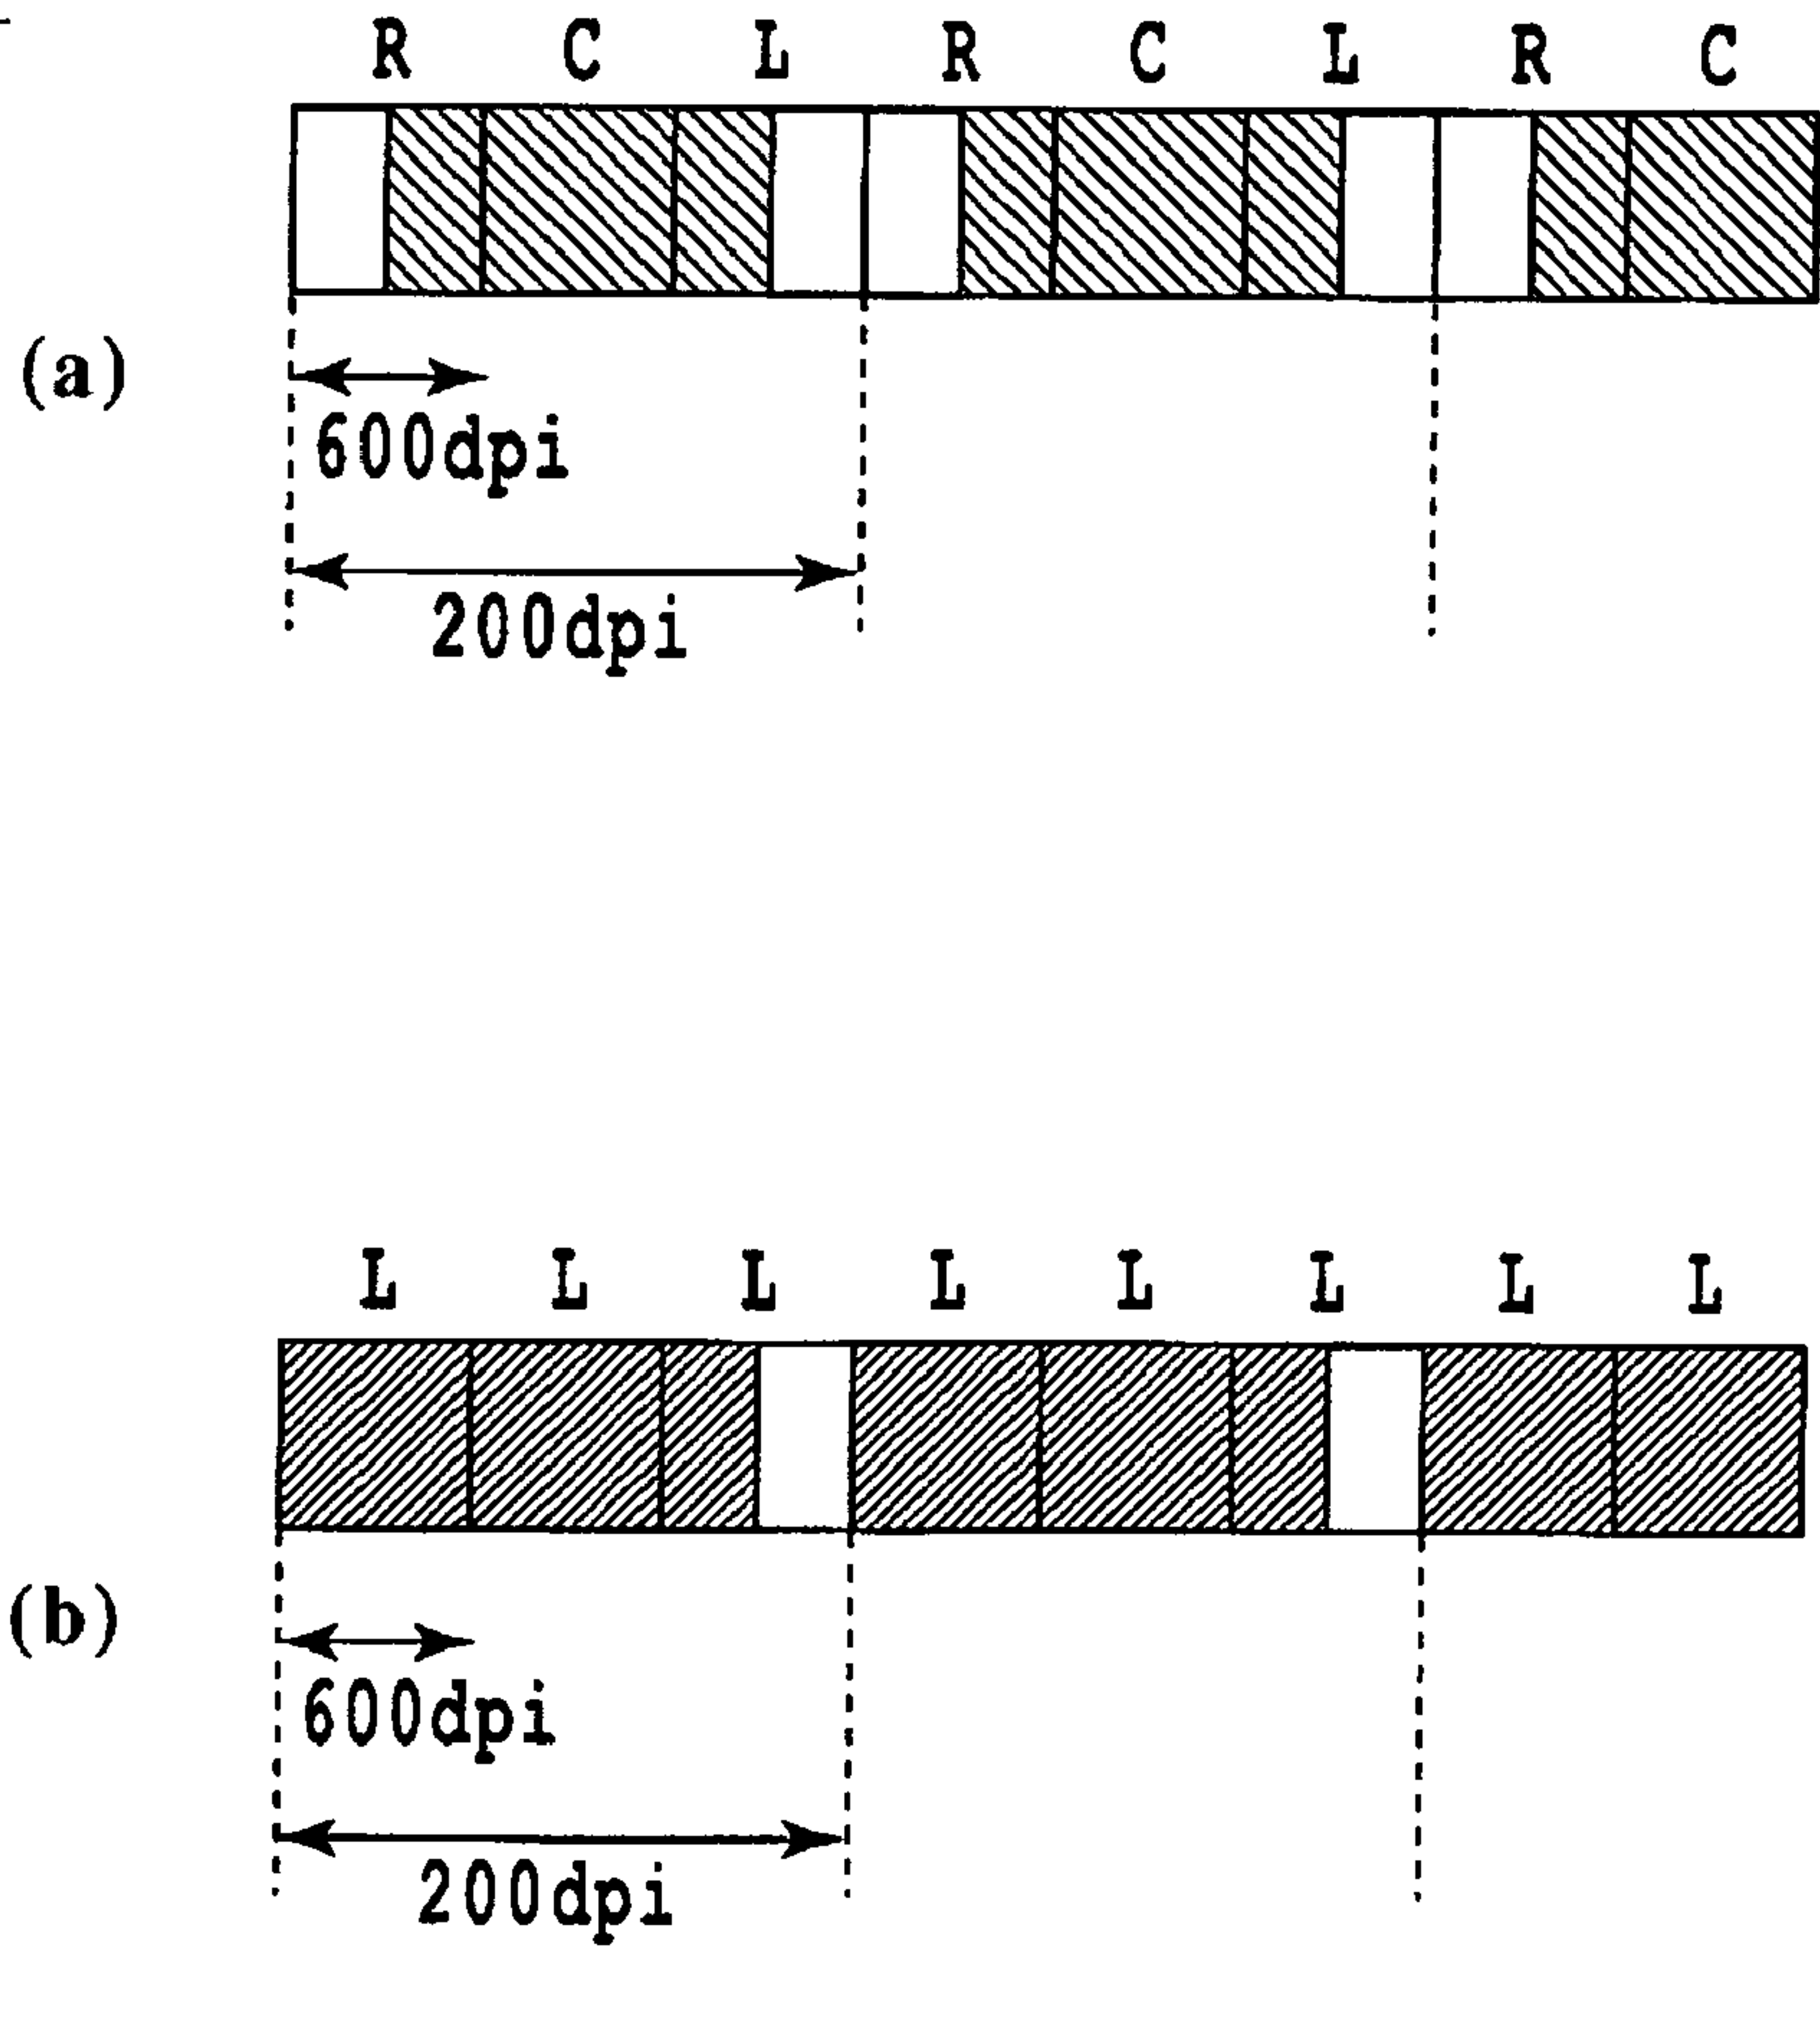 R C L R C L R C
(a)
600dpi
200dpi
L L L L L L L L
(b)
600dpi
200dpi